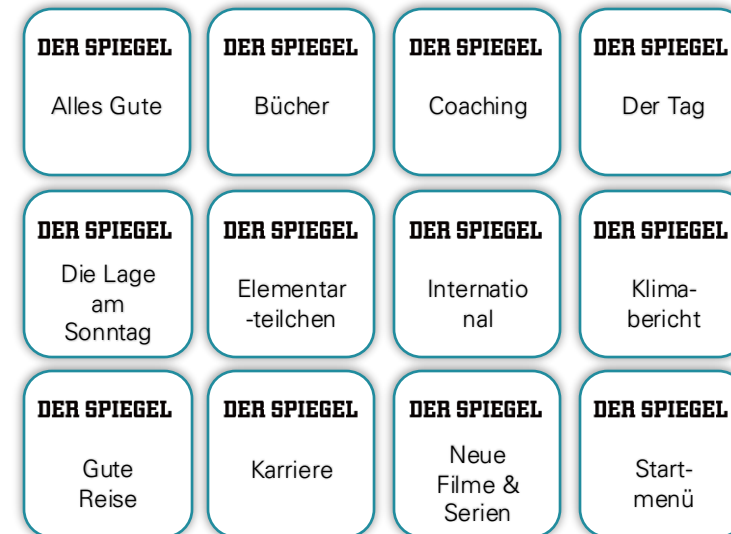 DER SPIEGEL
Alles Gute
DER SPIEGEL
Bücher
DER SPIEGEL
Coaching
DER SPIEGEL
Der Tag
DER SPIEGEL
Die Lage
am
Sonntag
DER SPIEGEL
Elementar
-teilchen
DER SPIEGEL
Internatio
nal
DER SPIEGEL
Klima-
bericht
DER SPIEGEL
Gute
Reise
DER SPIEGEL
Karriere
DER SPIEGEL
Neue
Filme &
Serien
DER SPIEGEL
Start-
menü